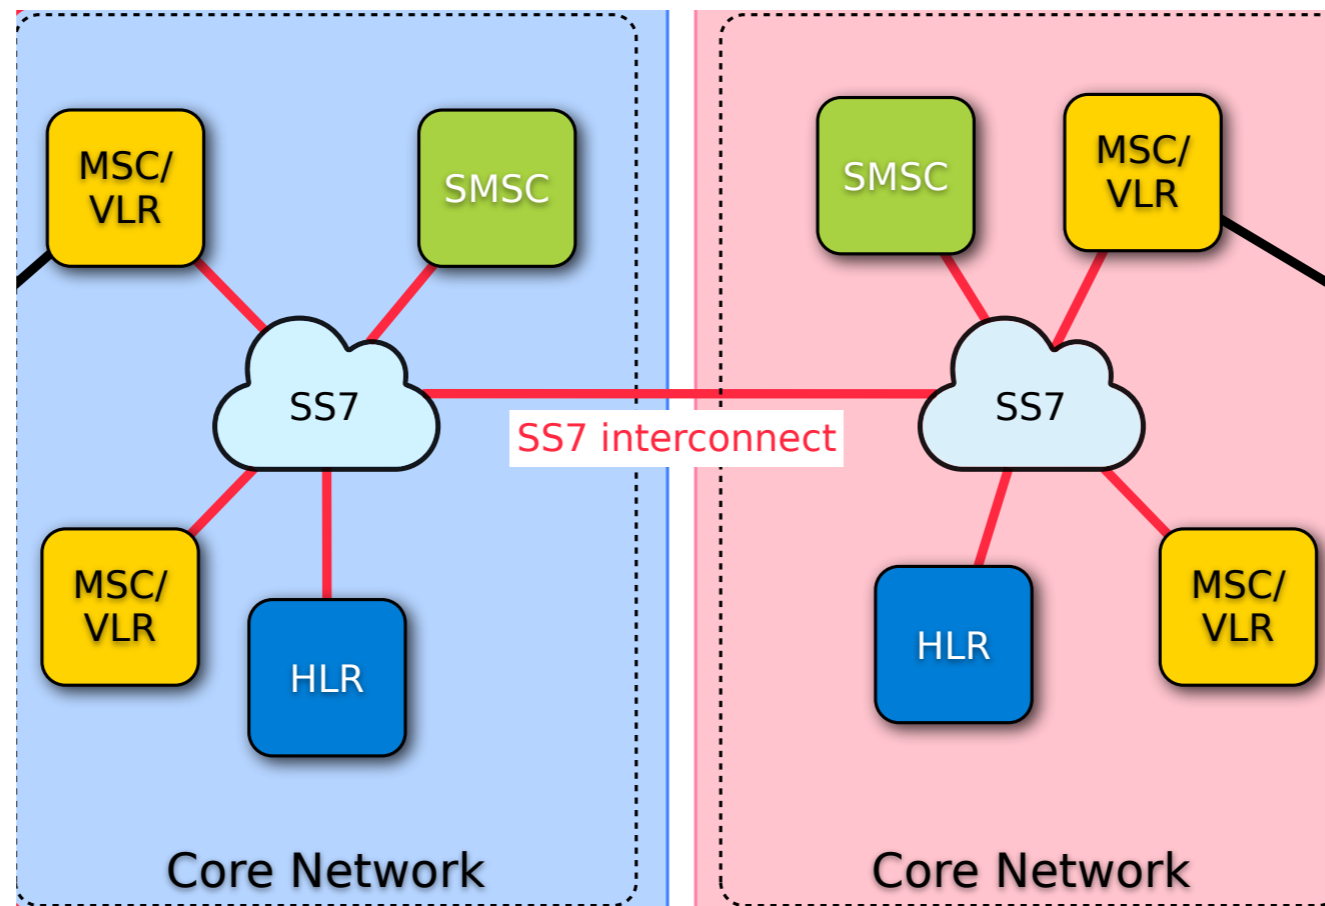 MSC/
VLR
SMSC
SMSC
MSC/
VLR
SS7
SS7
SS7 interconnect
MSC/
VLR
HLR
HLR
MSC/
VLR
Core Network
Core Network